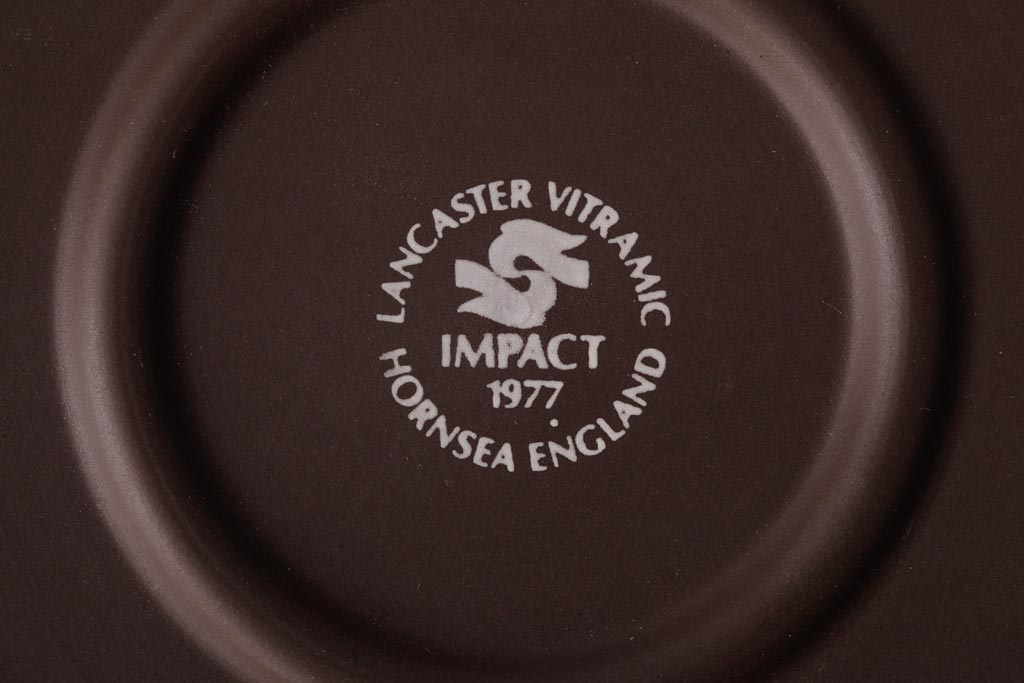 LANCASTER VITRAMIC
IMPACT
1977
HORNSEA ENGLAND